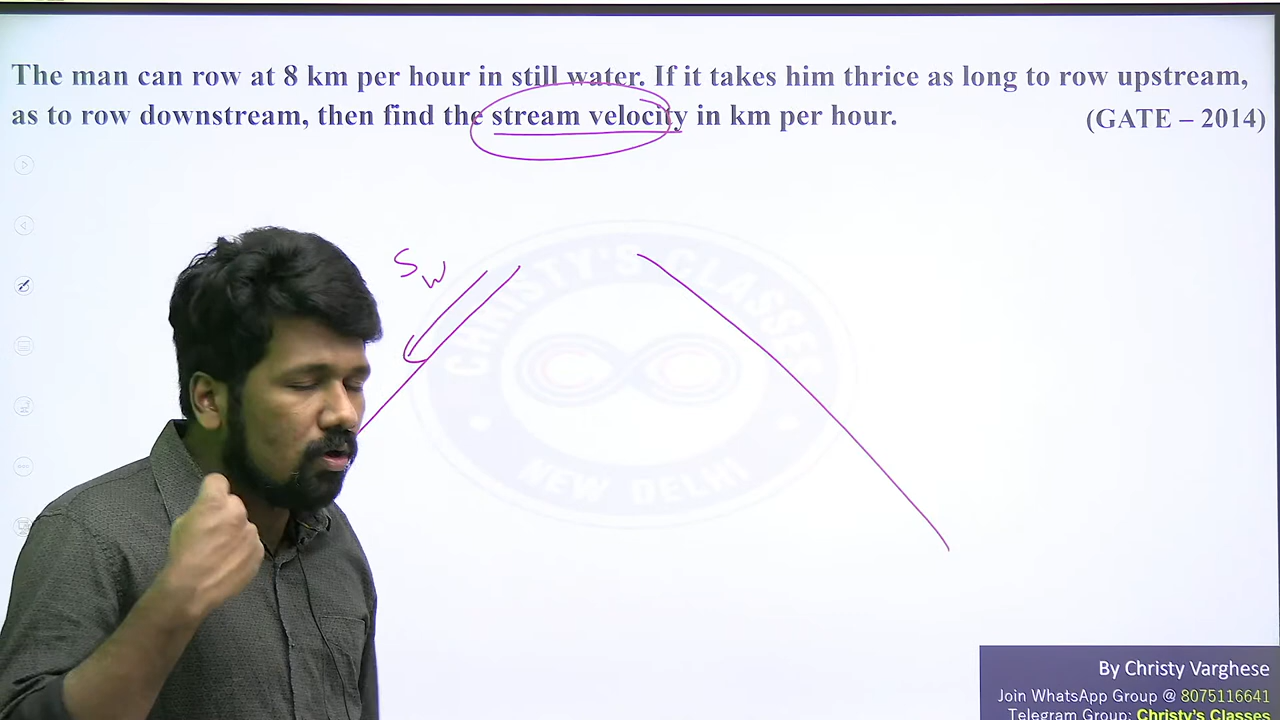 The man can row at 8 km per hour in still water. If it takes him thrice as long to row upstream,
as to row downstream, then find the stream velocity in km per hour. (GATE – 2014)
Sw
CHRISTY'S CLASSES
NEW DELHI
By Christy Varghese
Join WhatsApp Group @ 8075116641
Telegram Group: Christy's Classes